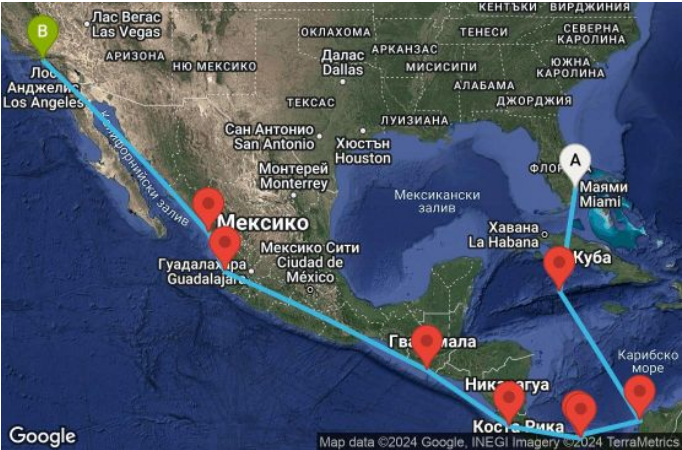 КЕНТЪКИ
ВИРДЖИНИЯ
B
Лас Вегас
Las Vegas
ОКЛАХОМА
ТЕНЕСИ
СЕВЕРНА
КАРОЛИНА
АРИЗОНА
НЮ МЕКСИКО
Далас
Dallas
АРКАНЗАС
МИСИСИПИ
ЮЖНА
КАРОЛИНА
Лос
Анджелис
Los Angeles
ТЕКСАС
АЛАБАМА
ДЖОРДЖИЯ
ЛУИЗИАНА
Калифорнийски залив
Сан Антонио
San Antonio
Хюстън
Houston
Монтерей
Monterrey
ФЛОР
A
Маями
Miami
Мексикански
залив
Хавана
La Habana
Мексико
Куба
Гуадалахара
Guadalajara
Мексико Сити
Ciudad de
México
Гватемала
Карибско
море
Никарагуа
Коста Рика
Google
Map data ©2024 Google, INEGI Imagery ©2024 TerraMetrics